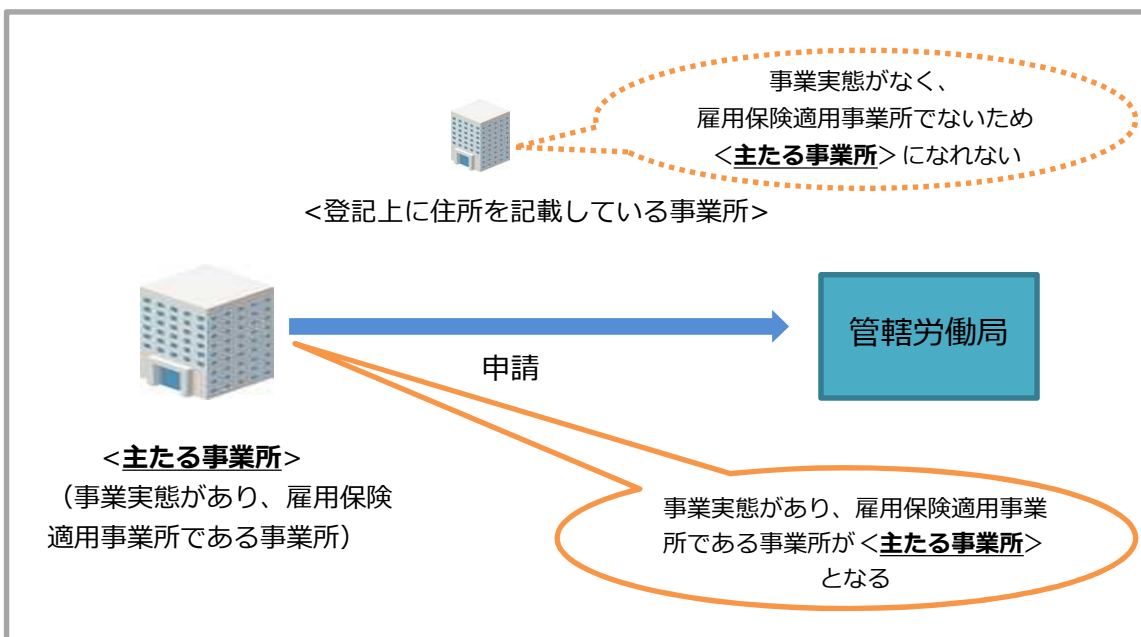 事業実態がなく、
雇用保険適用事業所でないため
<主たる事業所>になれない
<登記上に住所を記載している事業所>
管轄労働局
申請
<主たる事業所>
（事業実態があり、雇用保険
適用事業所である事業所）
事業実態があり、雇用保険適用事業
所である事業所が<主たる事業所>
となる